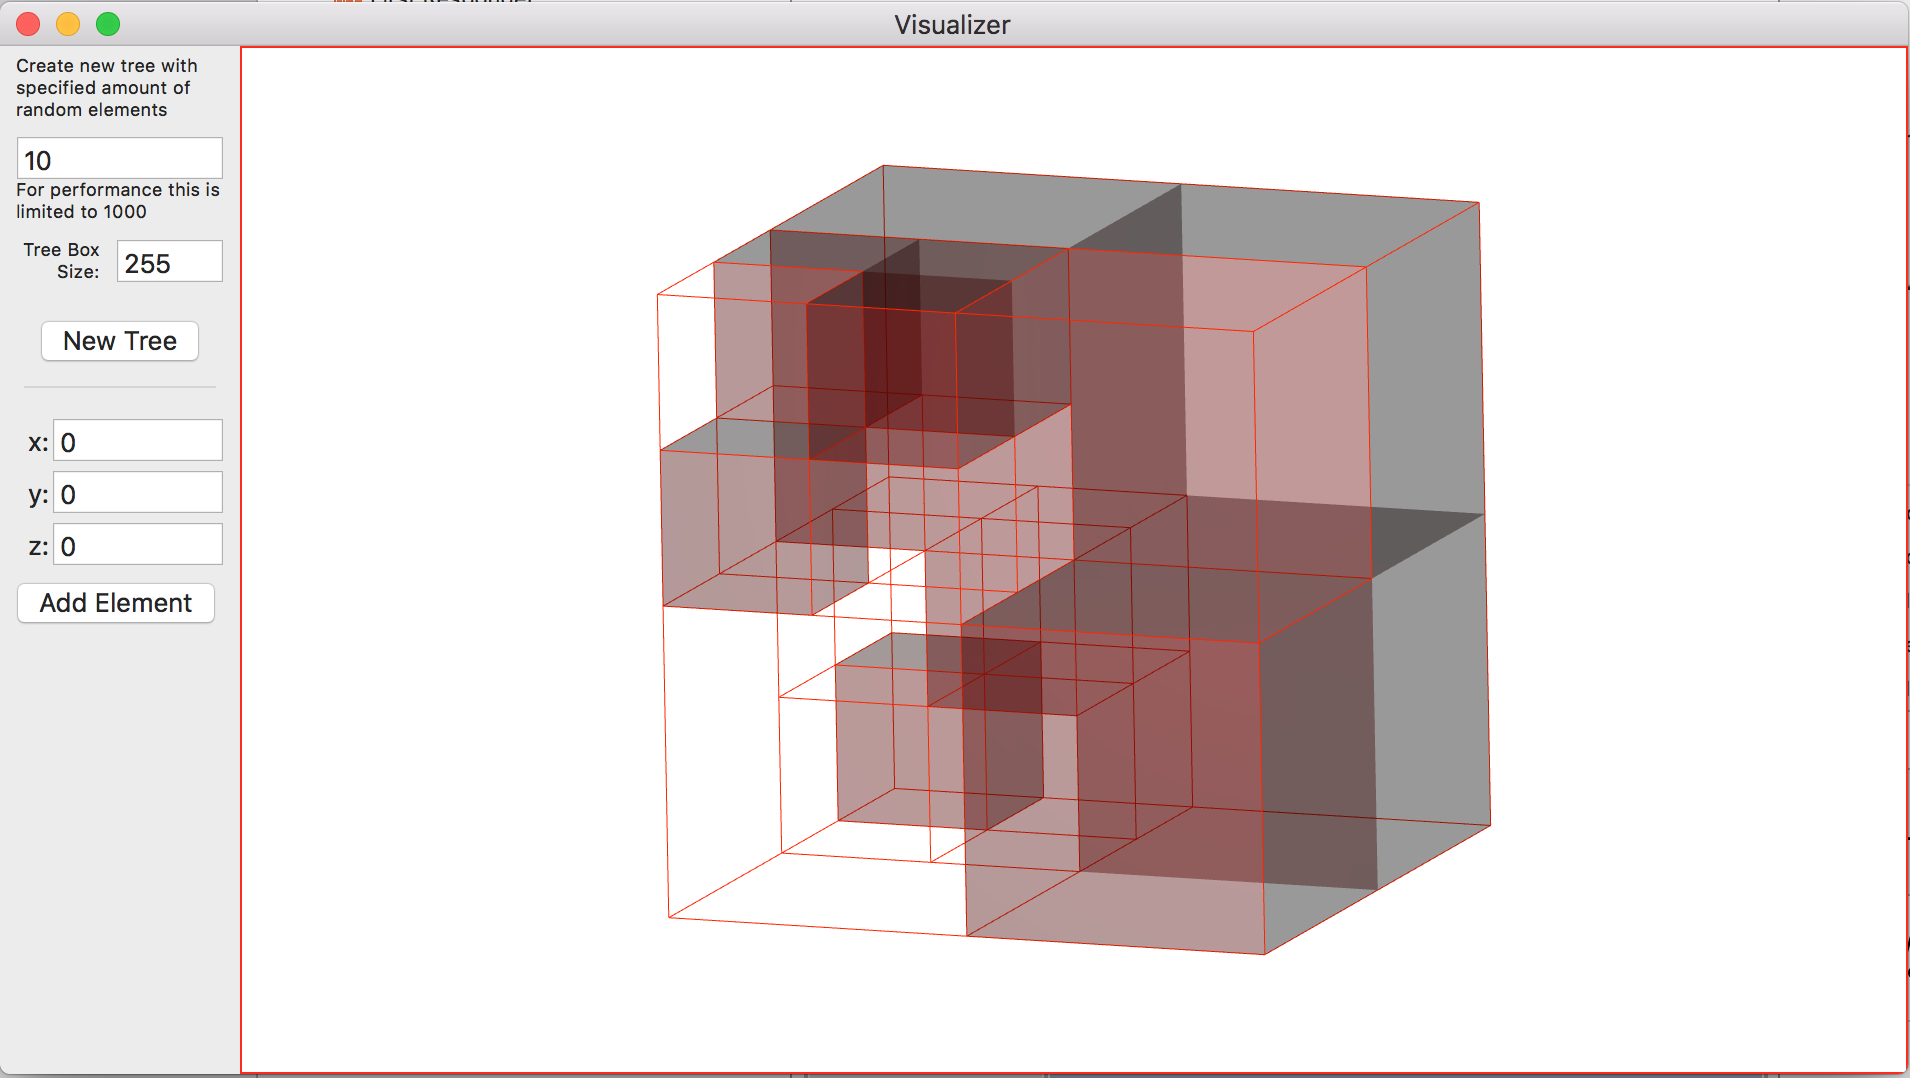 Visualizer
Create new tree with
specified amount of
random elements
10
For performance this is
limited to 1000
Tree Box
Size:
255
New Tree
x:
0
y:
0
z:
0
Add Element